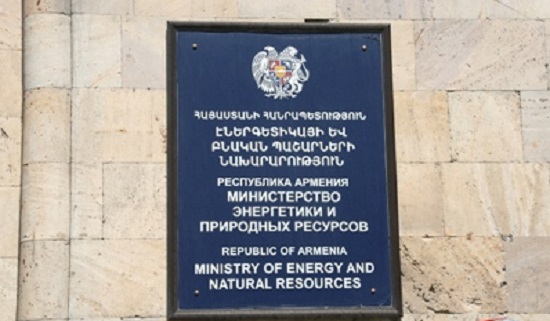 ՀԱՅԱՍՏԱՆԻ ՀԱՆՐԱՊԵՏՈՒԹՅՈՒՆ
ԷՆԵՐԳԵՏԻԿԱՅԻ ԵՎ
ԲՆԱԿԱՆ ՊԱՇԱՐՆԵՐԻ
ՆԱԽԱՐԱՐՈՒԹՅՈՒՆ
РЕСПУБЛИКА АРМЕНИЯ
МИНИСТЕРСТВО
ЭНЕРГЕТИКИ И
ПРИРОДНЫХ РЕСУРСОВ
REPUBLIC OF ARMENIA
MINISTRY OF ENERGY AND
NATURAL RESOURCES